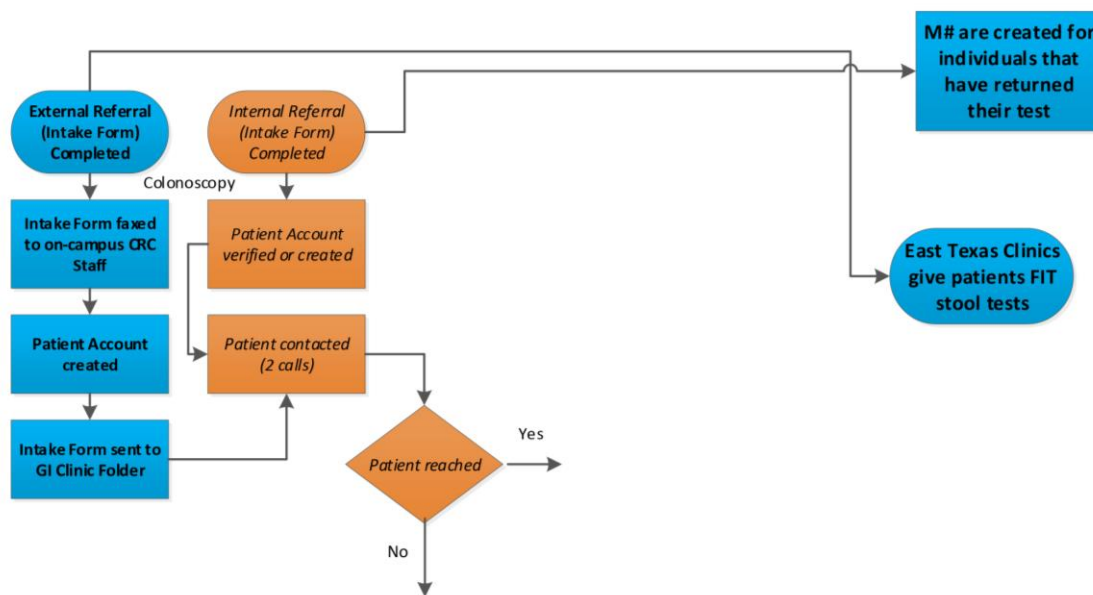 M# are created for
individuals that
have returned
their test
External Referral
(Intake Form)
Completed
Internal Referral
(Intake Form)
Completed
Colonoscopy
Intake Form faxed
to on-campus CRC
Staff
Patient Account
verified or created
East Texas Clinics
give patients FIT
stool tests
Patient Account
created
Patient contacted
(2 calls)
Intake Form sent to
GI Clinic Folder
Patient reached
Yes
No